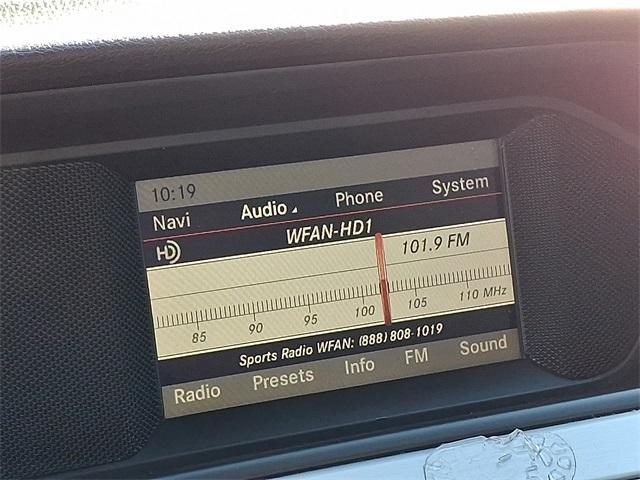 10:19
Navi Audio Phone System
HD WFAN-HD1
101.9 FM
85 90 95 100 105 110 MHz
Sports Radio WFAN: (888) 808-1019
Radio Presets Info FM Sound